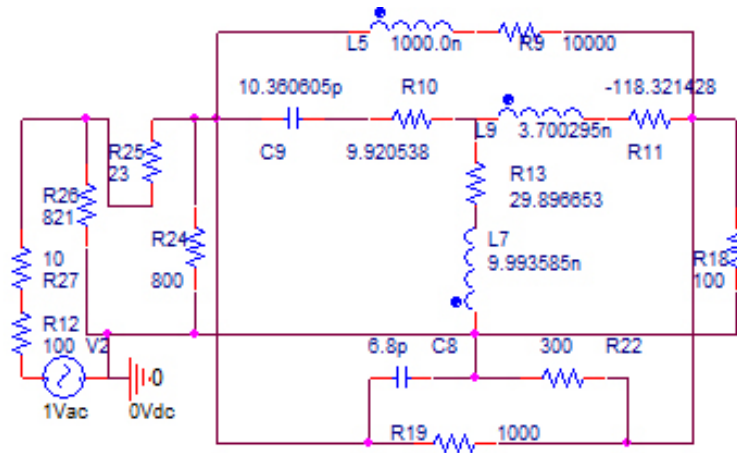 L5 1000.0n R9 10000
10.360605p R10 -118.321428
C9 9.920538 L9 3.700295n R11
R25
23
R13
29.896653
R26
821
R24
800
L7
9.993585n
R18
100
10
R27
R12
100 V2
6.8p C8 300 R22
0
1Vac 0Vdc
R19 1000